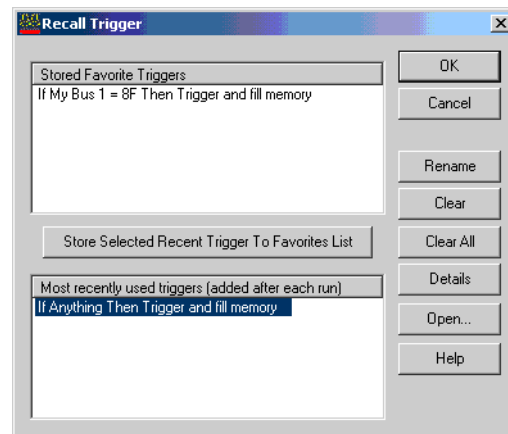 Recall Trigger
Stored Favorite Triggers
If My Bus 1 = 8F Then Trigger and fill memory
Store Selected Recent Trigger To Favorites List
Most recently used triggers (added after each run)
If Anything Then Trigger and fill memory
OK
Cancel
Rename
Clear
Clear All
Details
Open...
Help